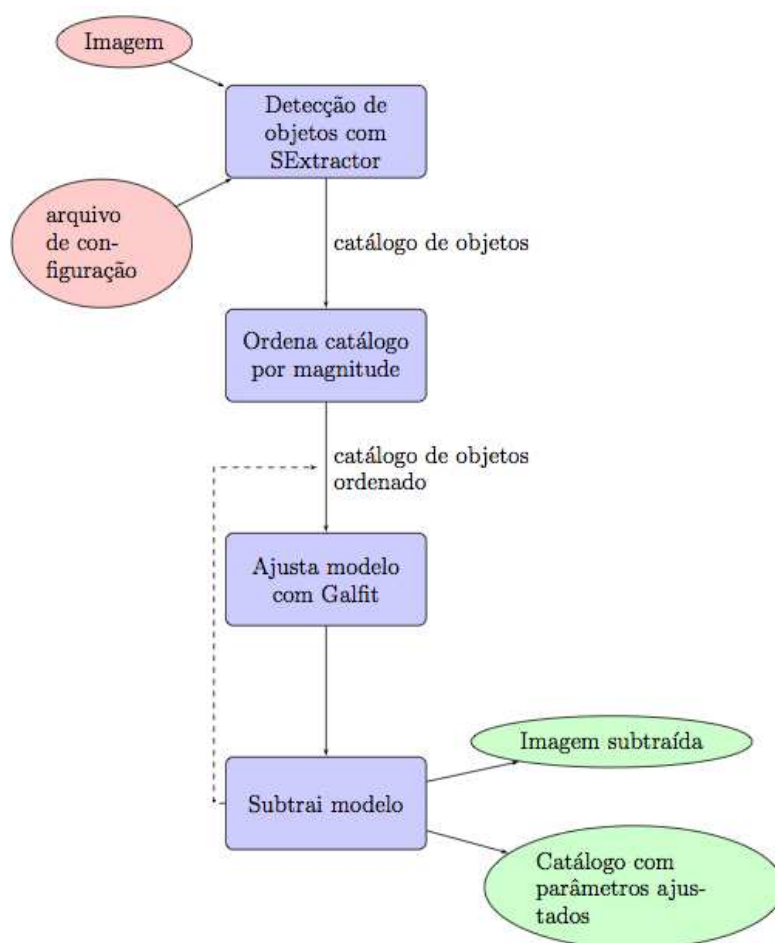 Imagem
Detecção de
objetos com
SExtractor
arquivo
de con-
figuração
catálogo de objetos
Ordena catálogo
por magnitude
catálogo de objetos
ordenado
Ajusta modelo
com Galfit
Imagem subtraída
Subtrai modelo
Catálogo com
parâmetros ajus-
tados